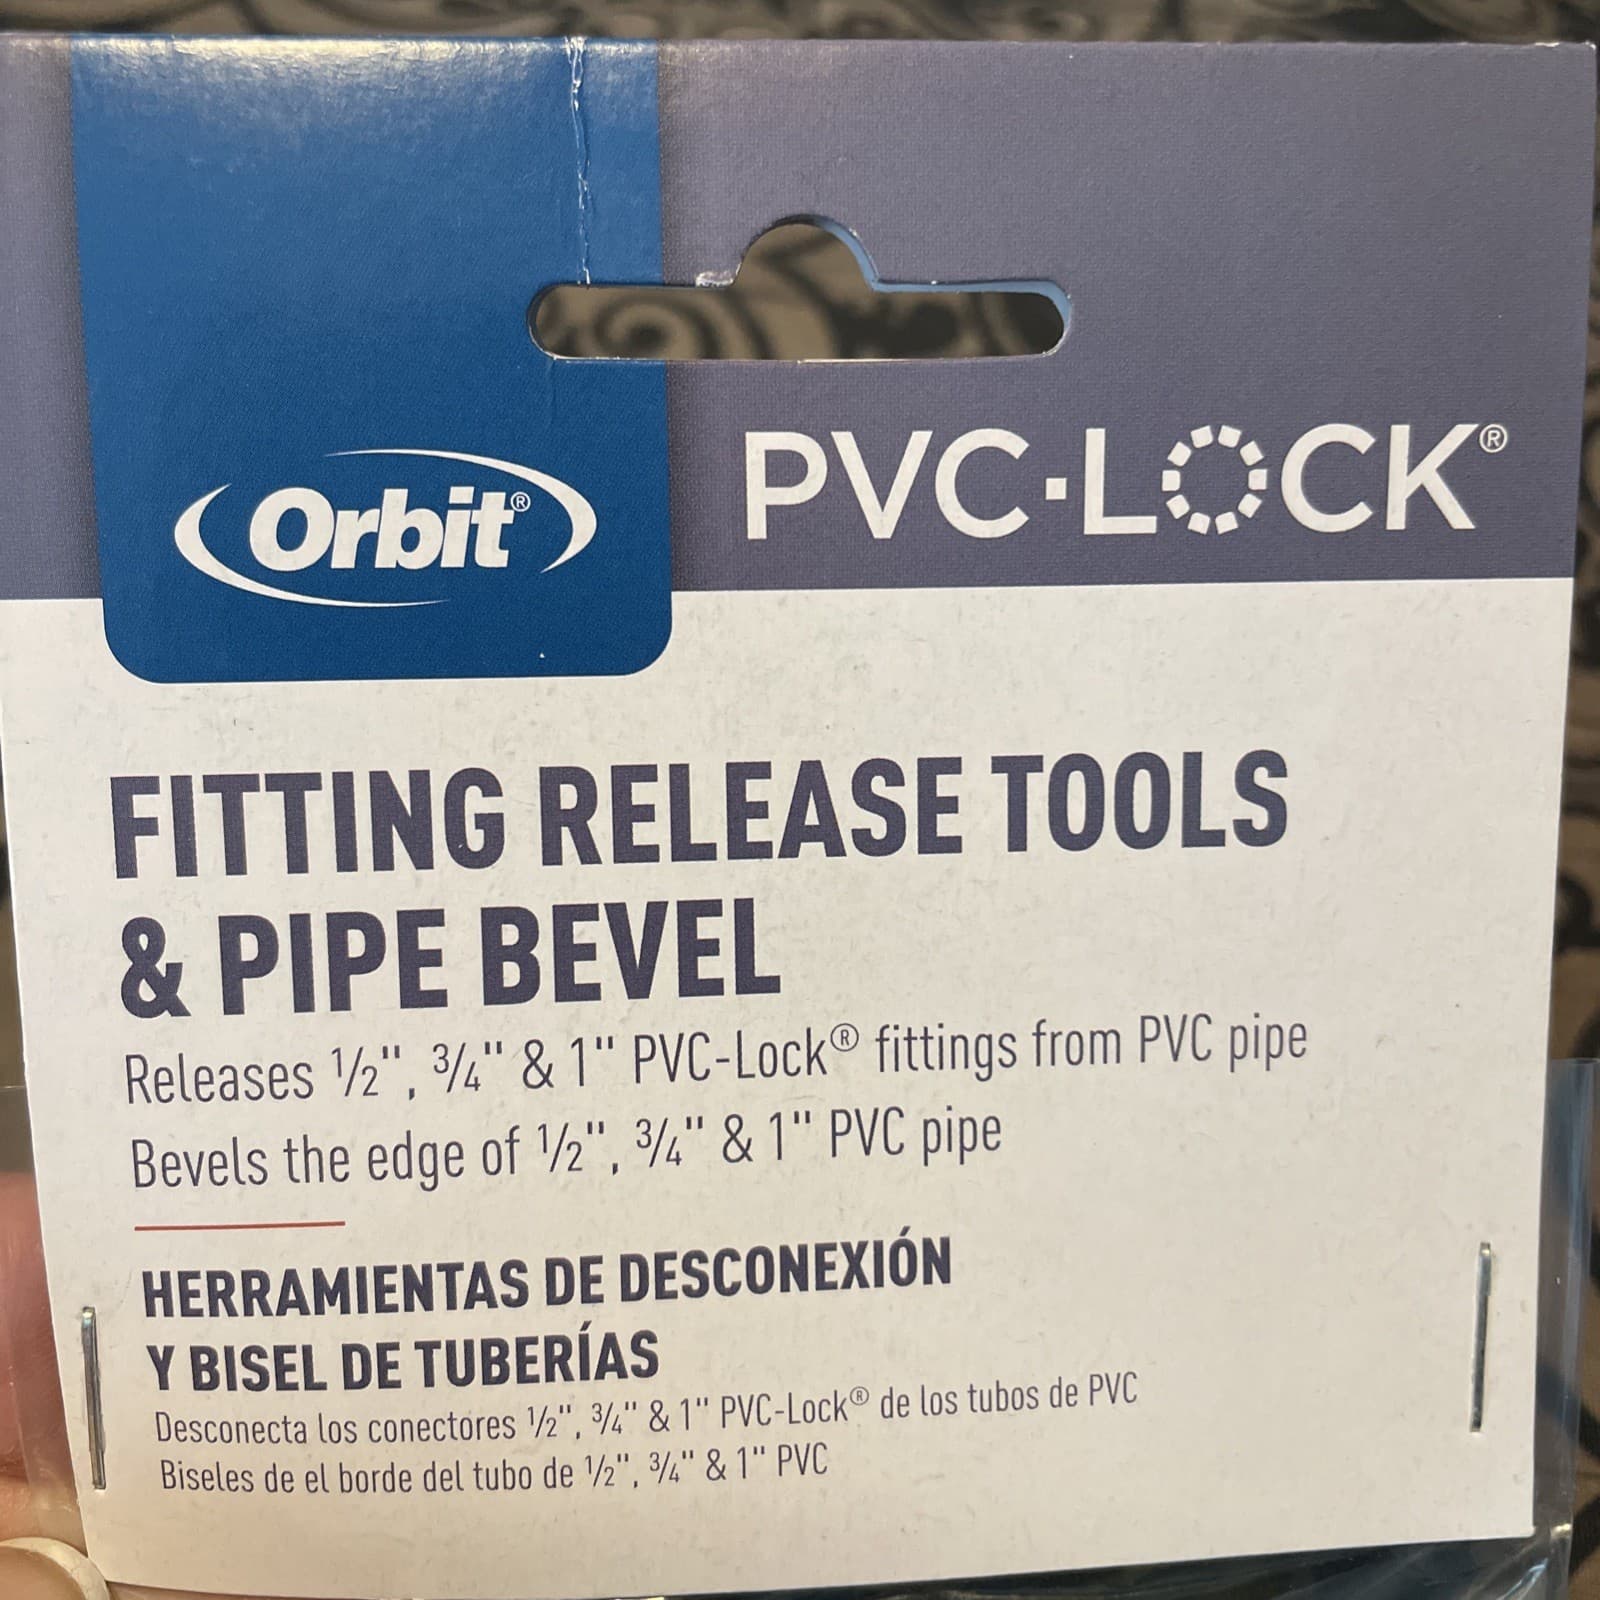 Orbit®
PVC·LOCK®
FITTING RELEASE TOOLS
& PIPE BEVEL
Releases ½", ¾" & 1" PVC-Lock® fittings from PVC pipe
Bevels the edge of ½", ¾" & 1" PVC pipe
HERRAMIENTAS DE DESCONEXIÓN
Y BISEL DE TUBERÍAS
Desconecta los conectores ½", ¾" & 1" PVC-Lock® de los tubos de PVC
Biseles de el borde del tubo de ½", ¾" & 1" PVC